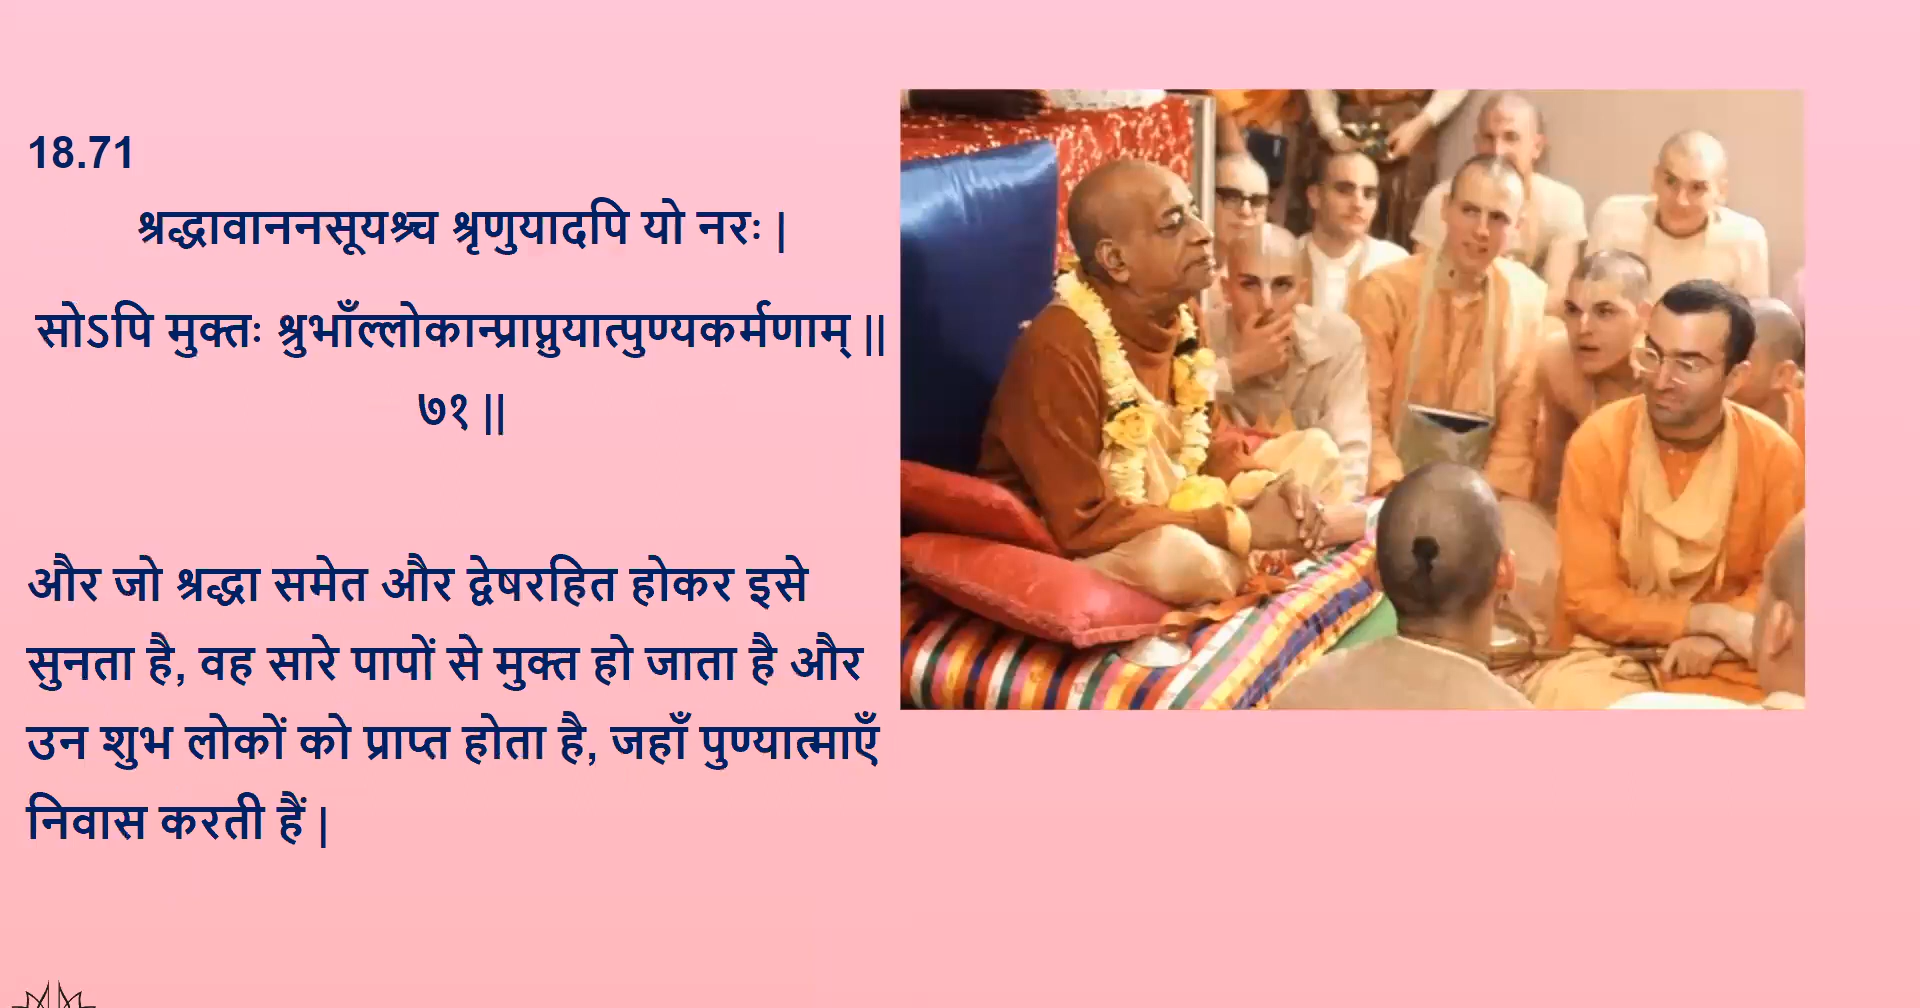 18.71
श्रद्धावाननसूयश्र्च श्रृणुयादपि यो नरः |
सोऽपि मुक्तः श्रुभाँल्लोकान्प्राप्नुयात्पुण्यकर्मणाम् ||
७१ ||
और जो श्रद्धा समेत और द्वेषरहित होकर इसे
सुनता है, वह सारे पापों से मुक्त हो जाता है और
उन शुभ लोकों को प्राप्त होता है, जहाँ पुण्यात्माएँ
निवास करती हैं |